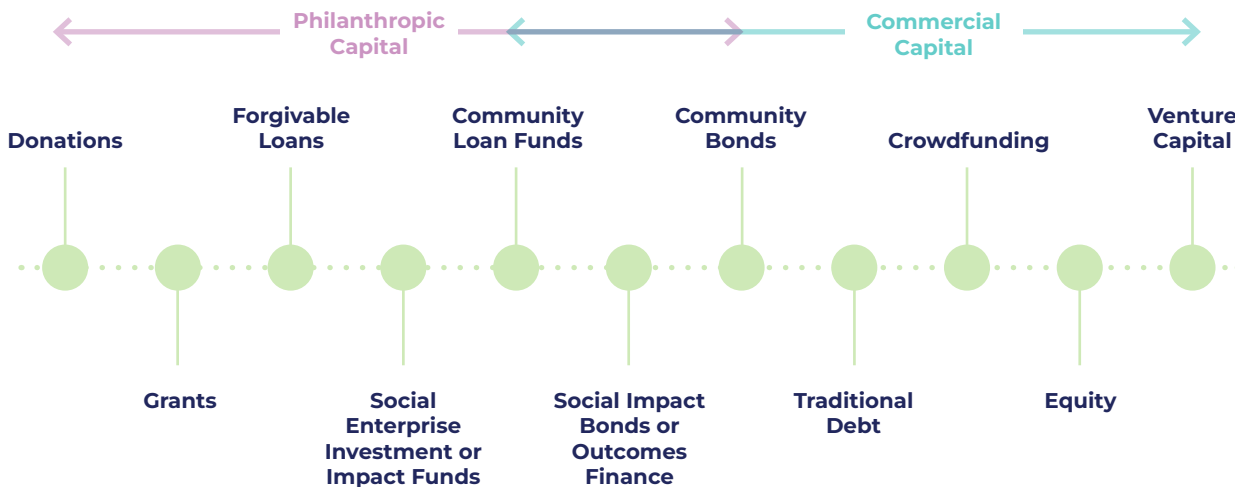 Philanthropic
Capital
Commercial
Capital
Donations
Forgivable
Loans
Community
Loan Funds
Community
Bonds
Crowdfunding
Venture
Capital
Grants
Social
Enterprise
Investment or
Impact Funds
Social Impact
Bonds or
Outcomes
Finance
Traditional
Debt
Equity